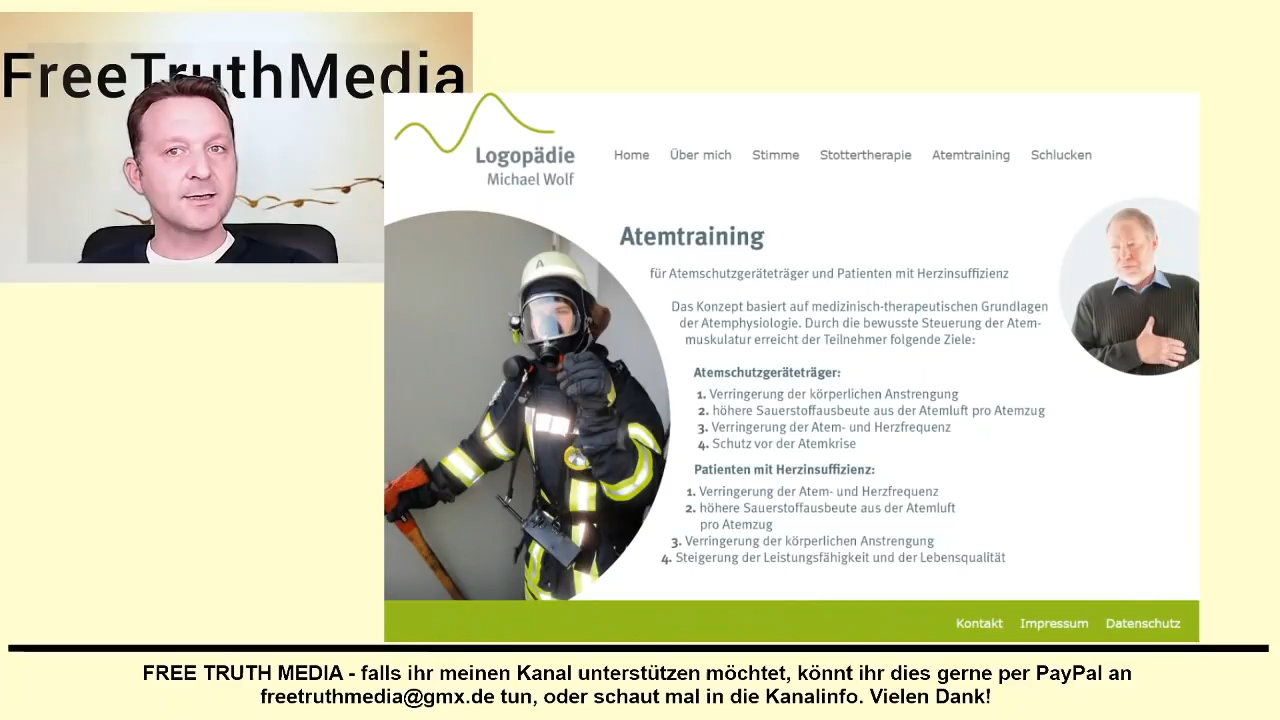 FreeTruthMedia
Logopädie
Michael Wolf
Home Über mich Stimme Stottertherapie Atemtraining Schlucken
Atemtraining
für Atemschutzgeräteträger und Patienten mit Herzinsuffizienz
Das Konzept basiert auf medizinisch-therapeutischen Grundlagen
der Atemphysiologie. Durch die bewusste Steuerung der Atem-
muskulatur erreicht der Teilnehmer folgende Ziele:
Atemschutzgeräteträger:
1. Verringerung der körperlichen Anstrengung
2. höhere Sauerstoffausbeute aus der Atemluft pro Atemzug
3. Verringerung der Atem- und Herzfrequenz
4. Schutz vor der Atemkrise
Patienten mit Herzinsuffizienz:
1. Verringerung der Atem- und Herzfrequenz
2. höhere Sauerstoffausbeute aus der Atemluft
pro Atemzug
3. Verringerung der körperlichen Anstrengung
4. Steigerung der Leistungsfähigkeit und der Lebensqualität
A
Kontakt Impressum Datenschutz
FREE TRUTH MEDIA - falls ihr meinen Kanal unterstützen möchtet, könnt ihr dies gerne per PayPal an
freetruthmedia@gmx.de tun, oder schaut mal in die Kanalinfo. Vielen Dank!